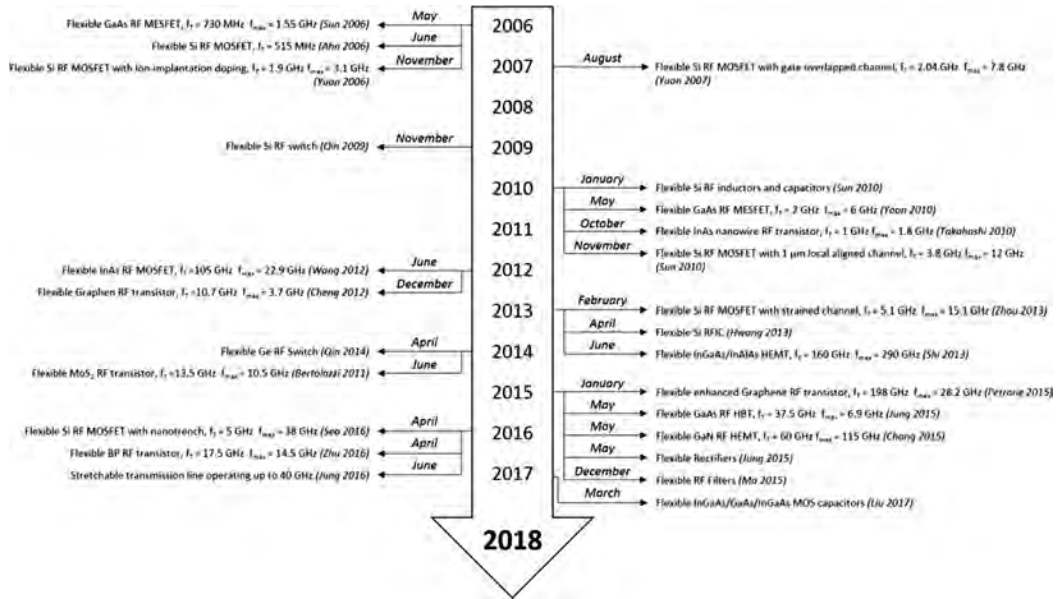 2006
May
Flexible GaAs RF MESFET, fT = 730 MHz fmax = 1.55 GHz (Sun 2006)
June
Flexible Si RF MOSFET, fT = 515 MHz (Ahn 2006)
November
Flexible Si RF MOSFET with ion-implantation doping, fT = 1.9 GHz fmax = 3.1 GHz
(Yuan 2006)
2007
August
Flexible Si RF MOSFET with gate overlapped channel, fT = 2.04 GHz fmax = 7.8 GHz
(Yuan 2007)
2008
2009
November
Flexible Si RF switch (Qin 2009)
2010
January
Flexible Si RF inductors and capacitors (Sun 2010)
May
Flexible GaAs RF MESFET, fT = 2 GHz fmax = 6 GHz (Yoon 2010)
October
Flexible InAs nanowire RF transistor, fT = 1 GHz fmax = 1.8 GHz (Takahashi 2010)
November
Flexible Si RF MOSFET with 1 μm local aligned channel, fT = 3.8 GHz fmax = 12 GHz
(Sun 2010)
2011
2012
June
Flexible InAs RF MOSFET, fT =105 GHz fmax = 22.9 GHz (Wang 2012)
December
Flexible Graphen RF transistor, fT =10.7 GHz fmax = 3.7 GHz (Cheng 2012)
2013
February
Flexible Si RF MOSFET with strained channel, fT = 5.1 GHz fmax = 15.1 GHz (Zhou 2013)
April
Flexible Si RFIC (Hwang 2013)
June
Flexible InGaAs/InAlAs HEMT, fT = 160 GHz fmax = 290 GHz (Shi 2013)
2014
April
Flexible Ge RF Switch (Qin 2014)
June
Flexible MoS2 RF transistor, fT =13.5 GHz fmax = 10.5 GHz (Bertolazzi 2011)
2015
January
Flexible enhanced Graphene RF transistor, fT = 198 GHz fmax = 28.2 GHz (Petrone 2015)
May
Flexible GaAs RF HBT, fT = 37.5 GHz fmax = 6.9 GHz (Jung 2015)
May
Flexible GaN RF HEMT, fT = 60 GHz fmax = 115 GHz (Chang 2015)
May
Flexible Rectifiers (Jung 2015)
December
Flexible RF Filters (Ma 2015)
2016
April
Flexible Si RF MOSFET with nanotrench, fT = 5 GHz fmax = 38 GHz (Seo 2016)
April
Flexible BP RF transistor, fT = 17.5 GHz fmax = 14.5 GHz (Zhu 2016)
June
Stretchable transmission line operating up to 40 GHz (Jung 2016)
2017
March
Flexible InGaAs/GaAs/InGaAs MOS capacitors (Liu 2017)
2018